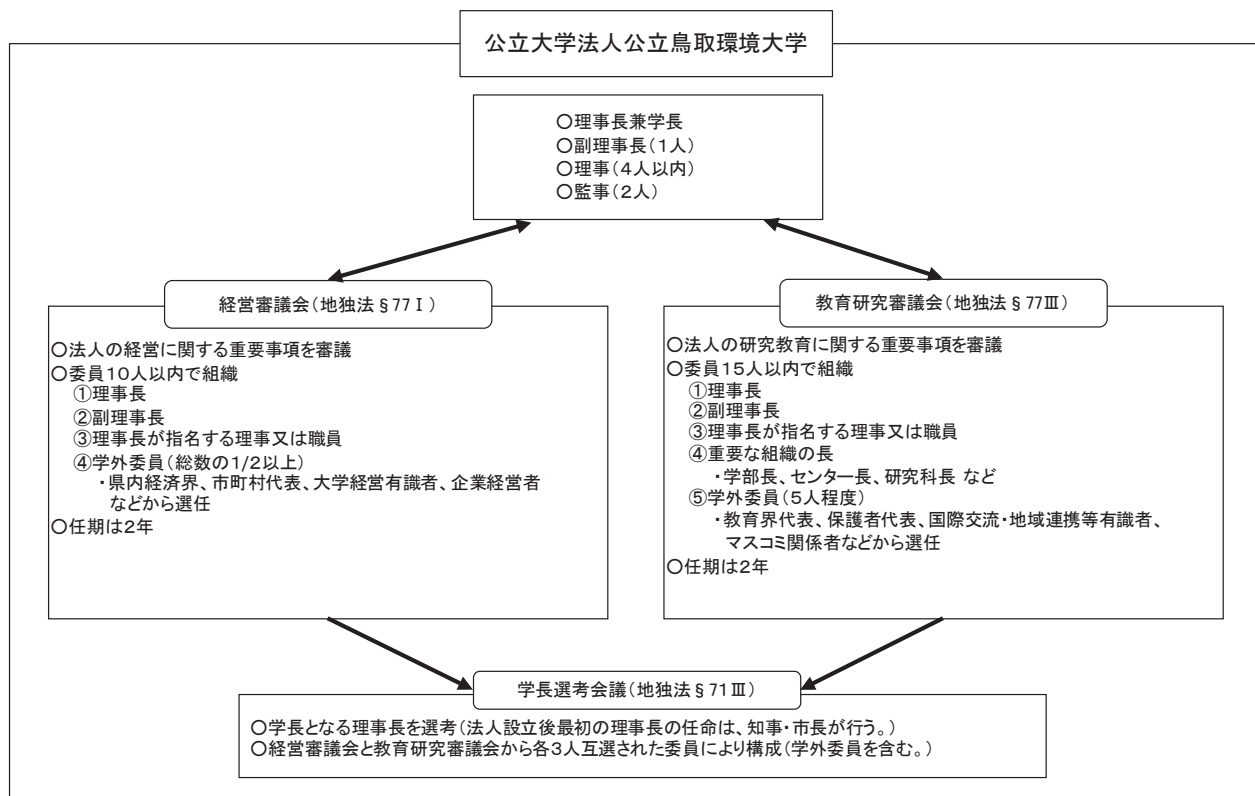 公立大学法人公立鳥取環境大学
○理事長兼学長
○副理事長(1人)
○理事(4人以内)
○監事(2人)
経営審議会(地独法§77Ⅰ)
○法人の経営に関する重要事項を審議
○委員10人以内で組織
①理事長
②副理事長
③理事長が指名する理事又は職員
④学外委員(総数の1/2以上)
・県内経済界、市町村代表、大学経営有識者、企業経営者
などから選任
○任期は2年
教育研究審議会(地独法§77Ⅲ)
○法人の研究教育に関する重要事項を審議
○委員15人以内で組織
①理事長
②副理事長
③理事長が指名する理事又は職員
④重要な組織の長
・学部長、センター長、研究科長 など
⑤学外委員(5人程度)
・教育界代表、保護者代表、国際交流・地域連携等有識者、
マスコミ関係者などから選任
○任期は2年
学長選考会議(地独法§71Ⅲ)
○学長となる理事長を選考(法人設立後最初の理事長の任命は、知事・市長が行う。)
○経営審議会と教育研究審議会から各3人互選された委員により構成(学外委員を含む。)